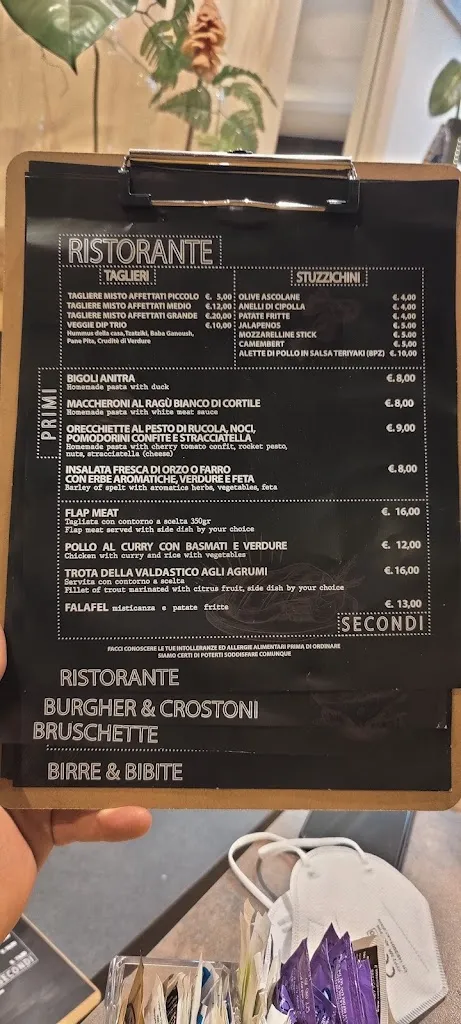 RISTORANTE
TAGLIERI
TAGLIERE MISTO AFFETTATI PICCOLO €. 5,00
TAGLIERE MISTO AFFETTATI MEDIO €.12,00
TAGLIERE MISTO AFFETTATI GRANDE €.20,00
VEGGIE DIP TRIO €.10,00
Hummus della casa, Tzatziki, Baba Ganeush,
Pane Pita, Crudité di Verdure
STUZZICHINI
OLIVE ASCOLANE €. 4,00
ANELLI DI CIPOLLA €. 4,00
PATATE FRITTE €. 4,00
JALAPENOS €. 5,00
MOZZARELLINE STICK €. 5,00
CAMEMBERT €. 5,00
ALETTE DI POLLO IN SALSA TERIYAKI (8PZ) €. 10,00
PRIMI
BIGOLI ANITRA €.8,00
Homemade pasta with duck
MACCHERONI AL RAGÙ BIANCO DI CORTILE €.8,00
Homemade pasta with white meat sauce
ORECCHIETTE AL PESTO DI RUCOLA, NOCI, €. 9,00
POMODORINI CONFITE E STRACCIATELLA
Homemade pasta with cherry tomato confit, rocket pesto,
nuts, stracciatella (cheese)
INSALATA FRESCA DI ORZO O FARRO €.8,00
CON ERBE AROMATICHE, VERDURE E FETA
Barley of spelt with aromatics herbs, vegetables, feta
FLAP MEAT €. 16,00
Tagliata con contorno a scelta 350gr
Flap meat served with side dish by your choice
POLLO AL CURRY CON BASMATI E VERDURE €. 12,00
Chicken with curry and rice with vegetables
TROTA DELLA VALDASTICO AGLI AGRUMI €.16,00
Servita con contorno a scelta
Fillet of trout marinated with citrus fruit, side dish by your choice
FALAFEL misticanza e patate fritte €. 13,00
SECONDI
FACCI CONOSCERE LE TUE INTOLLERENZE ED ALLERGIE ALIMENTARI PRIMA DI ORDINARE
SIAMO CERTI DI POTERTI SODDISFARE COMUNQUE
RISTORANTE
BURGHER & CROSTONI
BRUSCHETTE
BIRRE & BIBITE
SECONDI